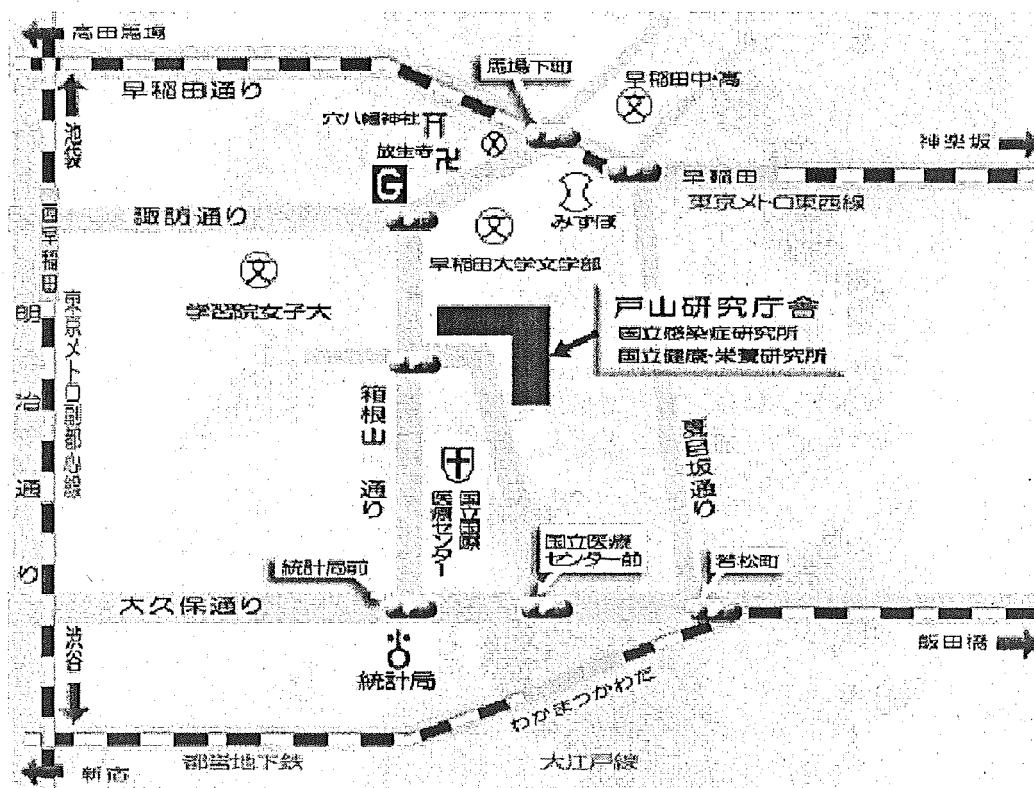 高田馬場
馬場下町
早稲田中・高
早稲田通り
池袋
穴八幡神社
放生寺
神楽坂
G
早稲田
東京メトロ東西線
諏訪通り
みずほ
早稲田大学文学部
西早稲田
学習院女子大
戸山研究庁舎
国立感染症研究所
国立健康・栄養研究所
明治通り
東京メトロ副都心線
箱根山通り
国立国際
医療センター
国立医療
センター前
統計局前
若松町
大久保通り
渋谷
統計局
飯田橋
わかまつかわだ
都営地下鉄
大江戸線
新宿